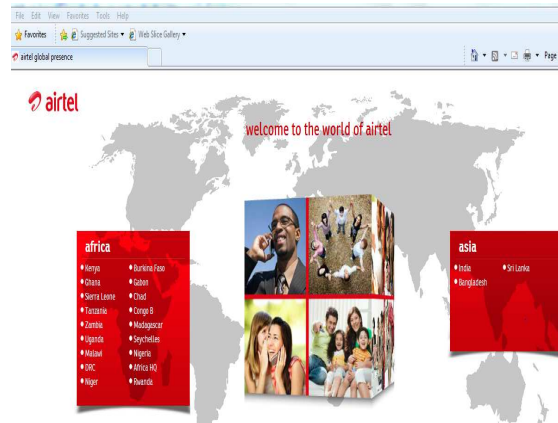 File Edit View Favorites Tools Help
Favorites Suggested Sites Web Slice Gallery
airtel global presence
Page
airtel
welcome to the world of airtel
africa
Kenya
Ghana
Sierra Leone
Tanzania
Zambia
Uganda
Malawi
DRC
Niger
Burkina Faso
Gabon
Chad
Congo B
Madagascar
Seychelles
Nigeria
Africa HQ
Rwanda
asia
India
Bangladesh
Sri Lanka